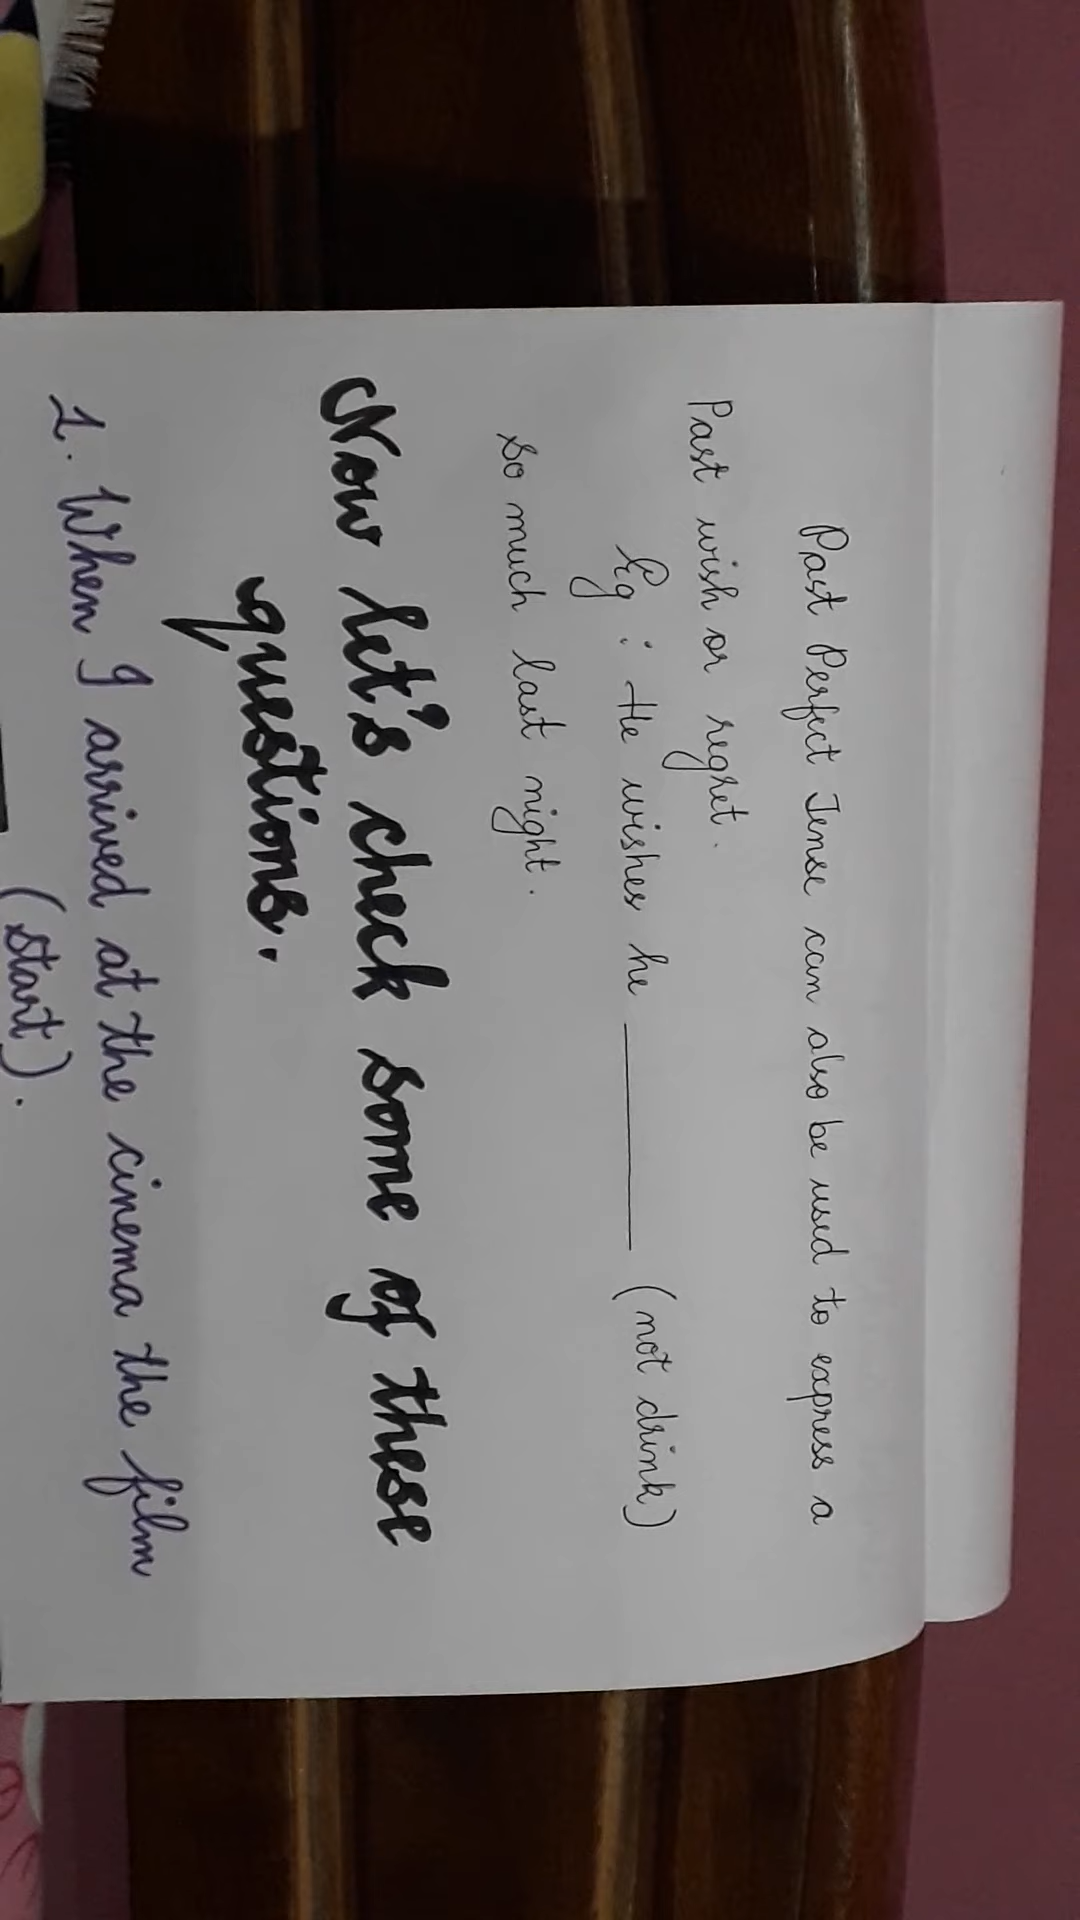 Past Perfect Tense can also be used to express a
Past wish or regret.
Eg : He wishes he ________ (not drink)
so much last night.
Now let's check some of these
questions.
1. When I arrived at the cinema the film
(start).